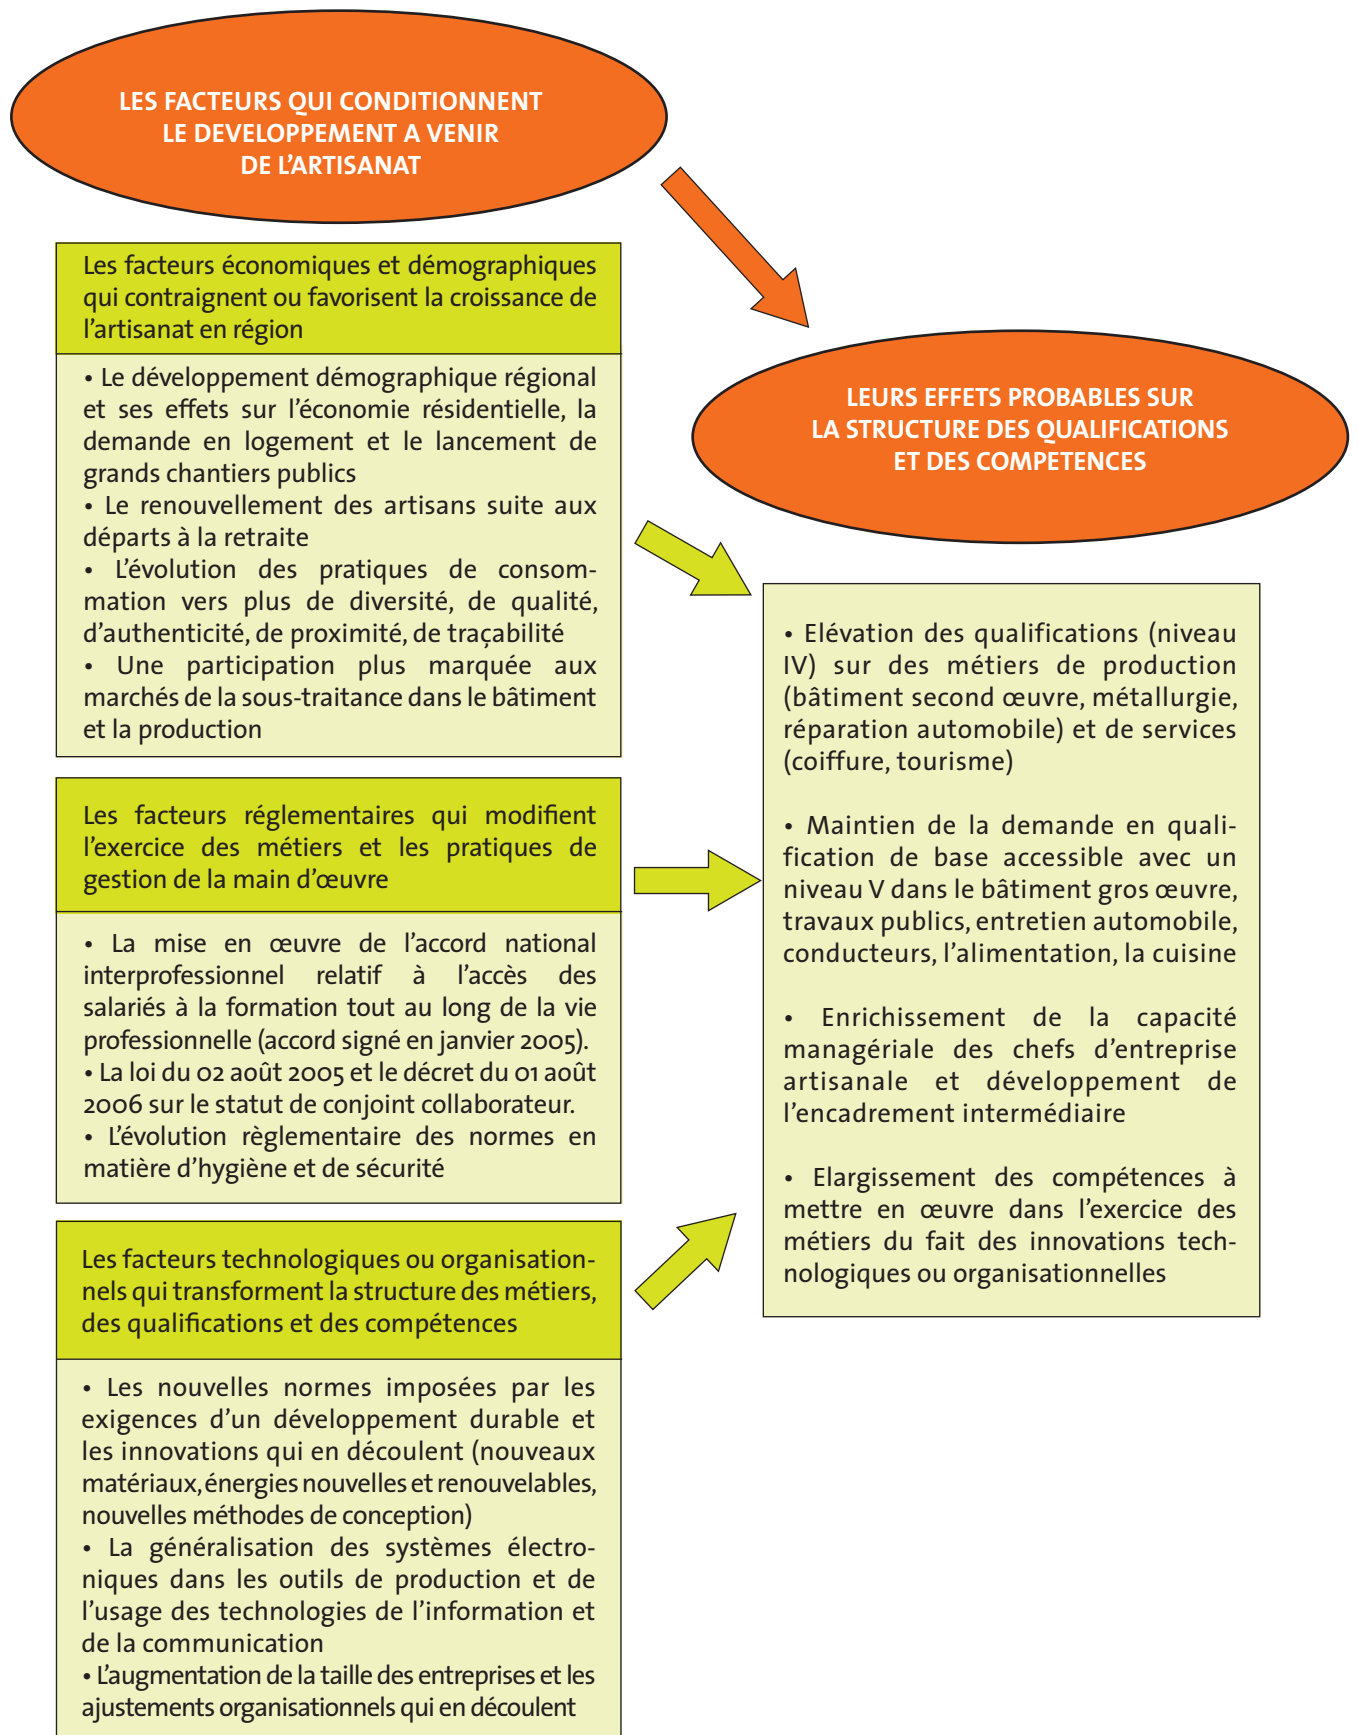 LES FACTEURS QUI CONDITIONNENT
LE DEVELOPPEMENT A VENIR
DE L'ARTISANAT
Les facteurs économiques et démographiques
qui contraignent ou favorisent la croissance de
l'artisanat en région
• Le développement démographique régional
et ses effets sur l'économie résidentielle, la
demande en logement et le lancement de
grands chantiers publics
• Le renouvellement des artisans suite aux
départs à la retraite
• L'évolution des pratiques de consom-
mation vers plus de diversité, de qualité,
d'authenticité, de proximité, de traçabilité
• Une participation plus marquée aux
marchés de la sous-traitance dans le bâtiment
et la production
Les facteurs réglementaires qui modifient
l'exercice des métiers et les pratiques de
gestion de la main d'œuvre
• La mise en œuvre de l'accord national
interprofessionnel relatif à l'accès des
salariés à la formation tout au long de la vie
professionnelle (accord signé en janvier 2005).
• La loi du 02 août 2005 et le décret du 01 août
2006 sur le statut de conjoint collaborateur.
• L'évolution règlementaire des normes en
matière d'hygiène et de sécurité
Les facteurs technologiques ou organisation-
nels qui transforment la structure des métiers,
des qualifications et des compétences
• Les nouvelles normes imposées par les
exigences d'un développement durable et
les innovations qui en découlent (nouveaux
matériaux, énergies nouvelles et renouvelables,
nouvelles méthodes de conception)
• La généralisation des systèmes électro-
niques dans les outils de production et de
l'usage des technologies de l'information et
de la communication
• L'augmentation de la taille des entreprises et les
ajustements organisationnels qui en découlent
LEURS EFFETS PROBABLES SUR
LA STRUCTURE DES QUALIFICATIONS
ET DES COMPETENCES
• Elévation des qualifications (niveau
IV) sur des métiers de production
(bâtiment second œuvre, métallurgie,
réparation automobile) et de services
(coiffure, tourisme)
• Maintien de la demande en quali-
fication de base accessible avec un
niveau V dans le bâtiment gros œuvre,
travaux publics, entretien automobile,
conducteurs, l'alimentation, la cuisine
• Enrichissement de la capacité
managériale des chefs d'entreprise
artisanale et développement de
l'encadrement intermédiaire
• Elargissement des compétences à
mettre en œuvre dans l'exercice des
métiers du fait des innovations tech-
nologiques ou organisationnelles